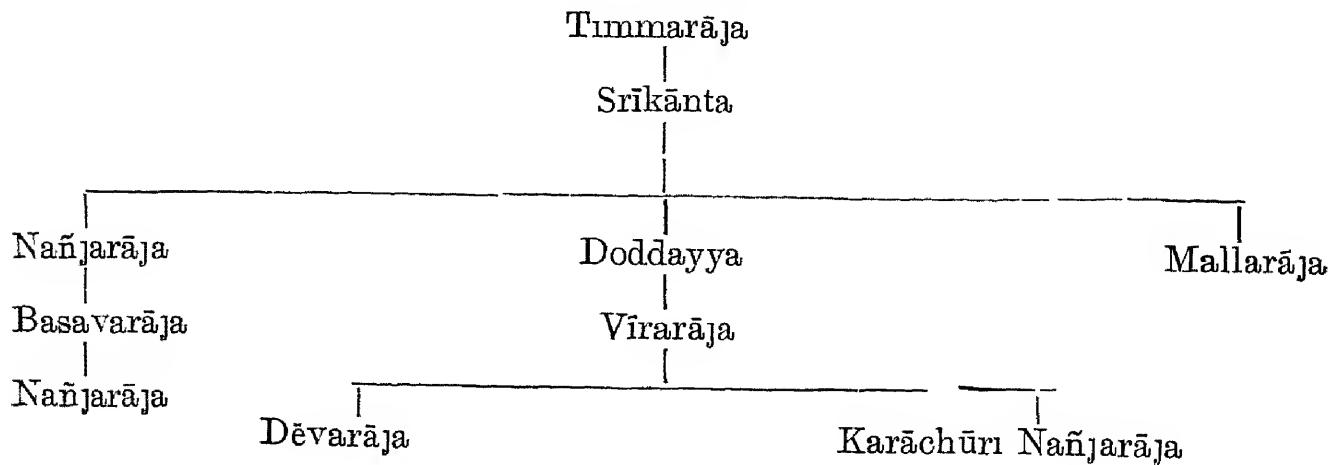 Timmarāja
Srīkānta
Nañjarāja Doddayya Mallarāja
Basavarāja Vīrarāja
Nañjarāja
Dēvarāja Karāchūri Nañjarāja